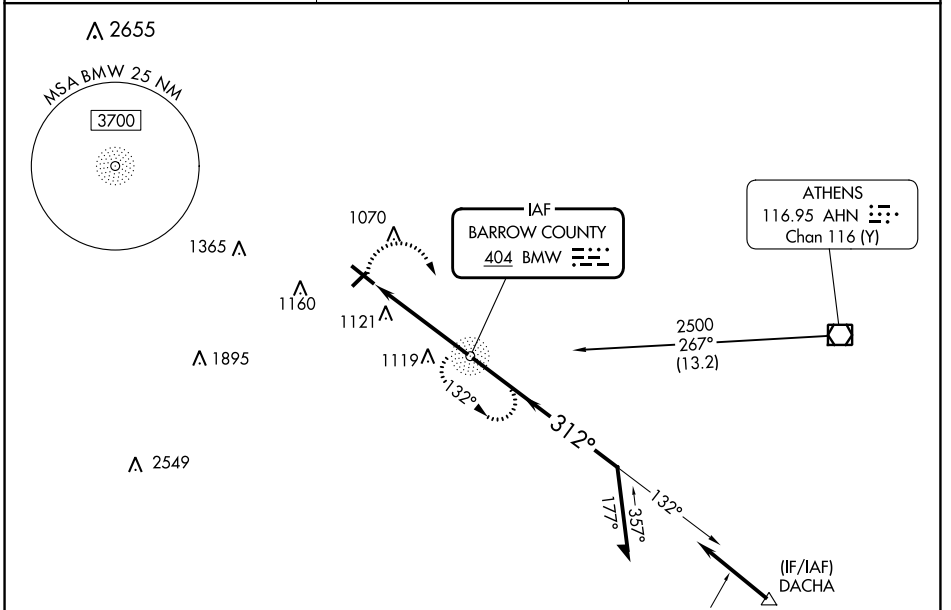 2655
MSA BMW 25 NM
3700
1365
1160
1895
2549
1070
1121
1119
IAF
BARROW COUNTY
404 BMW
ATHENS
116.95 AHN
Chan 116 (Y)
2500
267°
(13.2)
132°
312°
177°
357°
132°
(IF/IAF)
DACHA